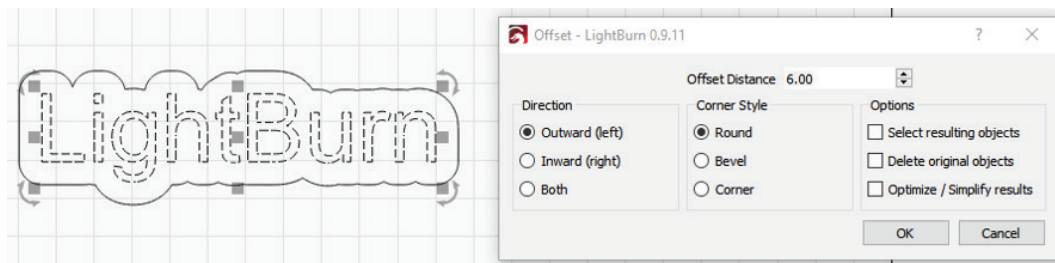 LightBurn
Offset - LightBurn 0.9.11
Offset Distance 6.00
Direction Corner Style Options
Outward (left) Round Select resulting objects
Inward (right) Bevel Delete original objects
Both Corner Optimize / Simplify results
OK Cancel